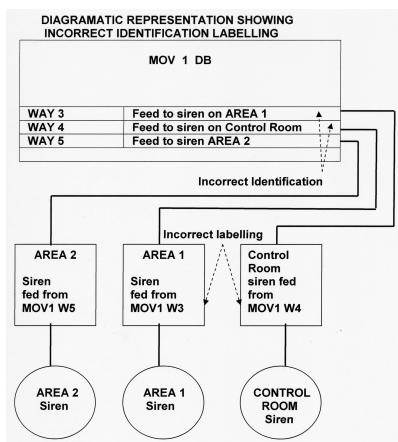 DIAGRAMATIC REPRESENTATION SHOWING
INCORRECT IDENTIFICATION LABELLING
MOV 1 DB
WAY 3 Feed to siren on AREA 1
WAY 4 Feed to siren on Control Room
WAY 5 Feed to siren AREA 2
Incorrect Identification
Incorrect labelling
AREA 2
Siren
fed from
MOV1 W5
AREA 1
Siren
fed from
MOV1 W3
Control
Room
siren fed
from
MOV1 W4
AREA 2
Siren
AREA 1
Siren
CONTROL
ROOM
Siren